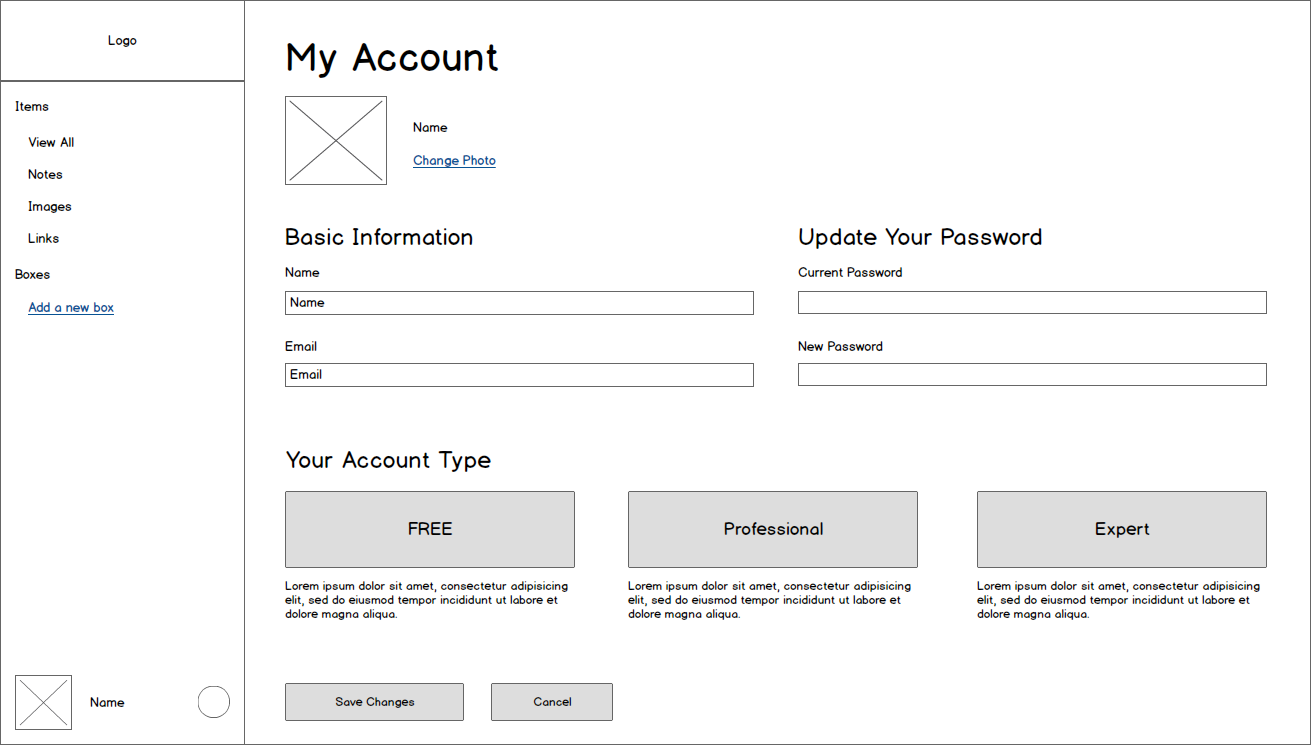 Logo
Items
View All
Notes
Images
Links
Boxes
Add a new box
Name
My Account
Name
Change Photo
Basic Information
Name
Name
Email
Email
Update Your Password
Current Password
New Password
Your Account Type
FREE
Lorem ipsum dolor sit amet, consectetur adipisicing
elit, sed do eiusmod tempor incididunt ut labore et
dolore magna aliqua.
Professional
Lorem ipsum dolor sit amet, consectetur adipisicing
elit, sed do eiusmod tempor incididunt ut labore et
dolore magna aliqua.
Expert
Lorem ipsum dolor sit amet, consectetur adipisicing
elit, sed do eiusmod tempor incididunt ut labore et
dolore magna aliqua.
Save Changes
Cancel